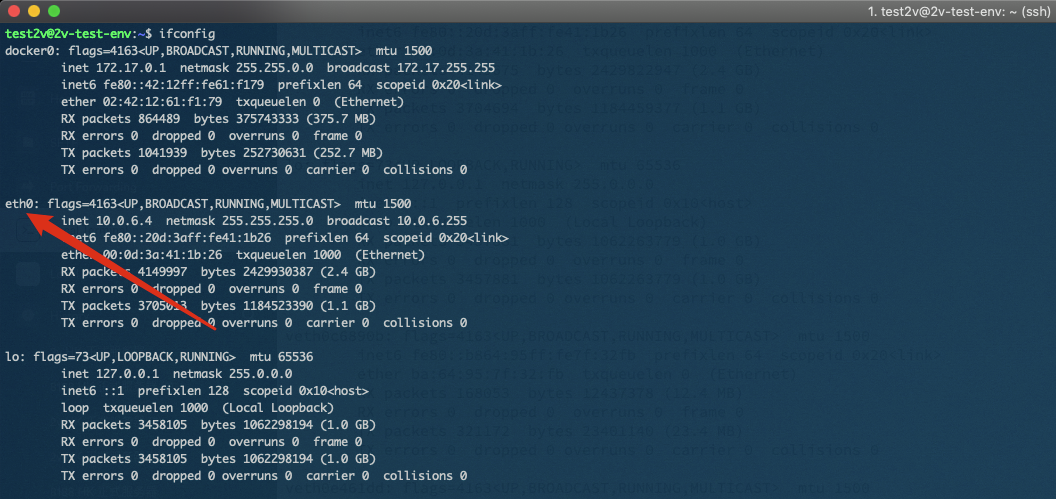 1. test2v@2v-test-env: ~ (ssh)
test2v@2v-test-env:~$ ifconfig
docker0: flags=4163<UP,BROADCAST,RUNNING,MULTICAST>  mtu 1500
inet 172.17.0.1  netmask 255.255.0.0  broadcast 172.17.255.255
inet6 fe80::42:12ff:fe61:f179  prefixlen 64  scopeid 0x20<link>
ether 02:42:12:61:f1:79  txqueuelen 0  (Ethernet)
RX packets 864489  bytes 375743333 (375.7 MB)
RX errors 0  dropped 0  overruns 0  frame 0
TX packets 1041939  bytes 252730631 (252.7 MB)
TX errors 0  dropped 0 overruns 0  carrier 0  collisions 0
eth0: flags=4163<UP,BROADCAST,RUNNING,MULTICAST>  mtu 1500
inet 10.0.6.4  netmask 255.255.255.0  broadcast 10.0.6.255
inet6 fe80::20d:3aff:fe41:1b26  prefixlen 64  scopeid 0x20<link>
ether 00:0d:3a:41:1b:26  txqueuelen 1000  (Ethernet)
RX packets 4149997  bytes 2429930387 (2.4 GB)
RX errors 0  dropped 0  overruns 0  frame 0
TX packets 3705013  bytes 1184523390 (1.1 GB)
TX errors 0  dropped 0 overruns 0  carrier 0  collisions 0
lo: flags=73<UP,LOOPBACK,RUNNING>  mtu 65536
inet 127.0.0.1  netmask 255.0.0.0
inet6 ::1  prefixlen 128  scopeid 0x10<host>
loop  txqueuelen 1000  (Local Loopback)
RX packets 3458105  bytes 1062298194 (1.0 GB)
RX errors 0  dropped 0  overruns 0  frame 0
TX packets 3458105  bytes 1062298194 (1.0 GB)
TX errors 0  dropped 0 overruns 0  carrier 0  collisions 0